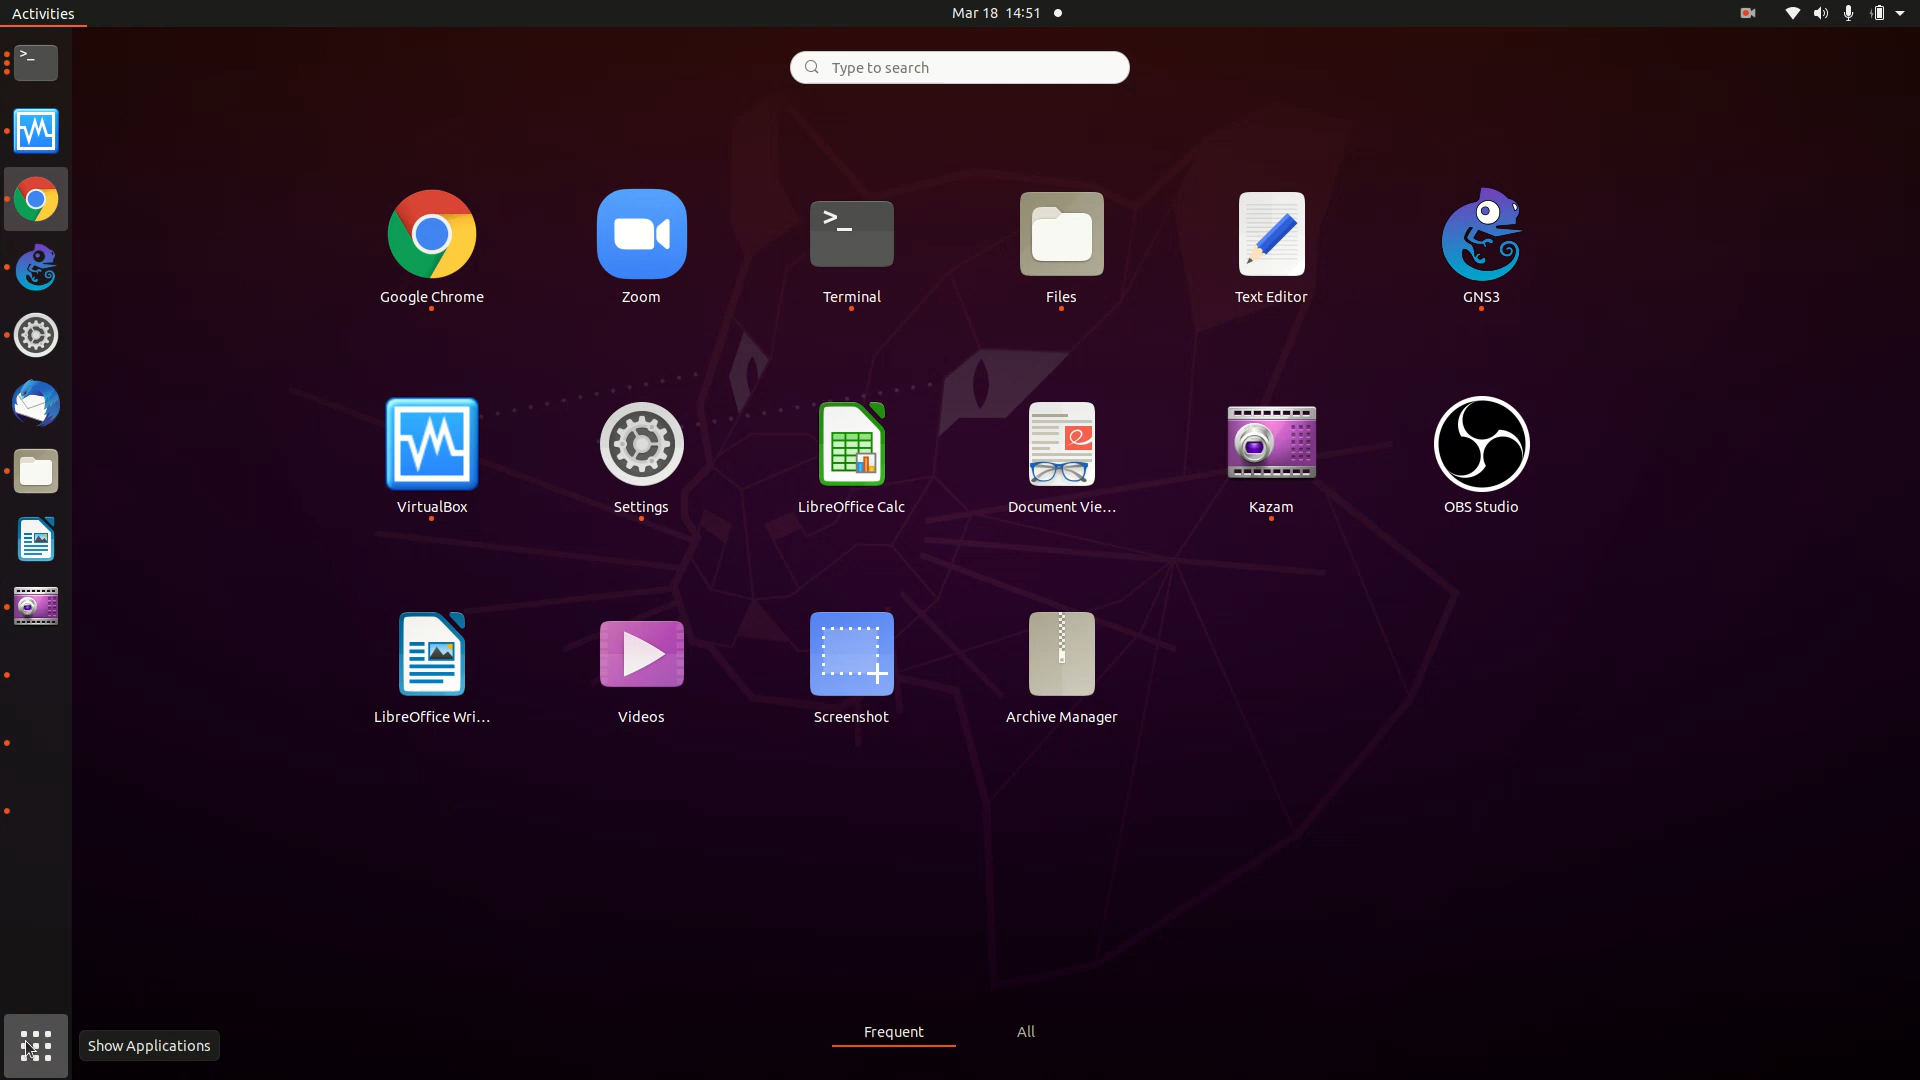 Activities
Mar 18 14:51
>_
Type to search
>_
Google Chrome
Zoom
Terminal
Files
Text Editor
GNS3
VirtualBox
Settings
LibreOffice Calc
Document Vie...
Kazam
OBS Studio
LibreOffice Wri...
Videos
Screenshot
Archive Manager
Frequent
All
Show Applications